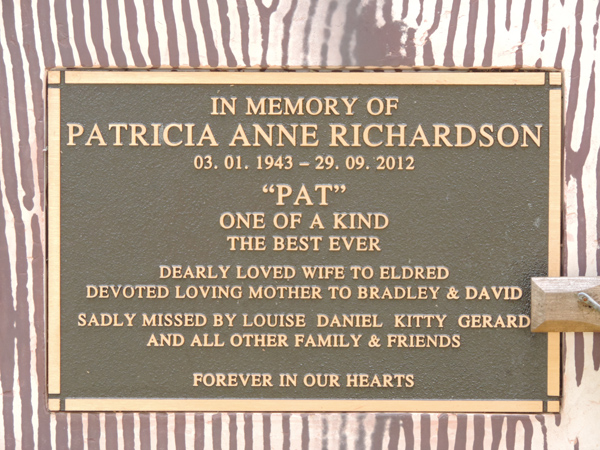 IN MEMORY OF
PATRICIA ANNE RICHARDSON
03. 01. 1943 – 29. 09. 2012
“PAT”
ONE OF A KIND
THE BEST EVER
DEARLY LOVED WIFE TO ELDRED
DEVOTED LOVING MOTHER TO BRADLEY & DAVID
SADLY MISSED BY LOUISE DANIEL KITTY GERARD
AND ALL OTHER FAMILY & FRIENDS
FOREVER IN OUR HEARTS